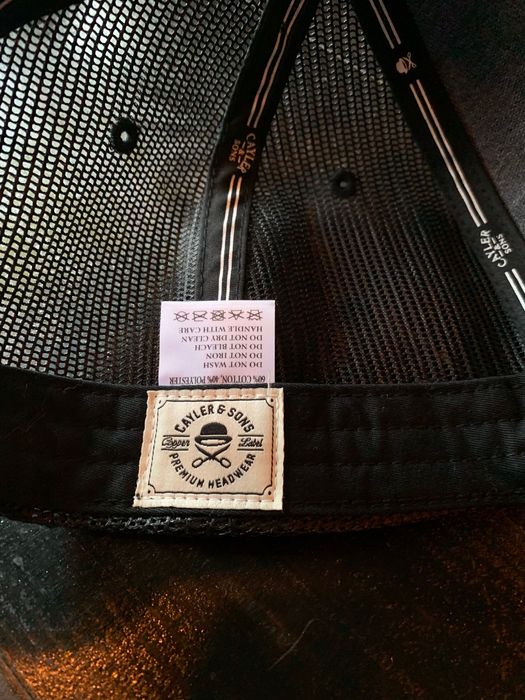 CAYLER
&
SONS
CAYLER
&
SONS
60% COTTON, 40% POLYESTER
DO NOT WASH
DO NOT IRON
DO NOT BLEACH
DO NOT DRY CLEAN
HANDLE WITH CARE
CAYLER & SONS
Copper Label
PREMIUM HEADWEAR